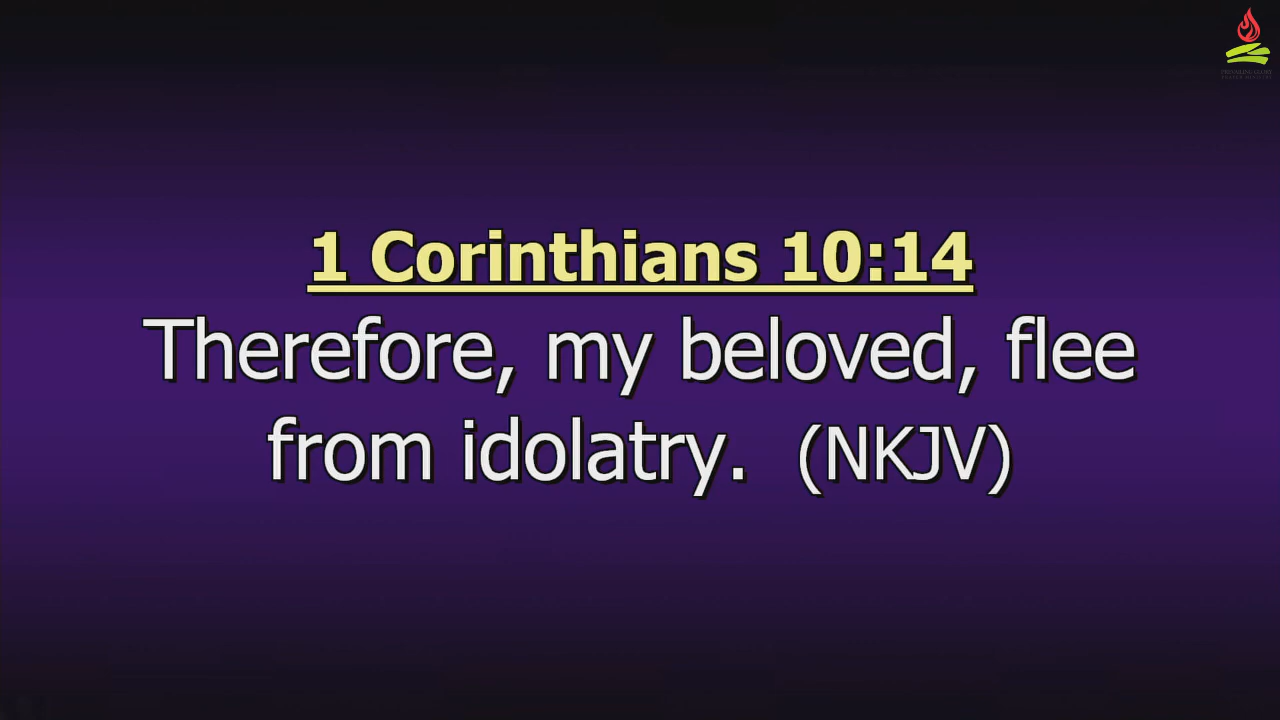 1 Corinthians 10:14
Therefore, my beloved, flee
from idolatry. (NKJV)